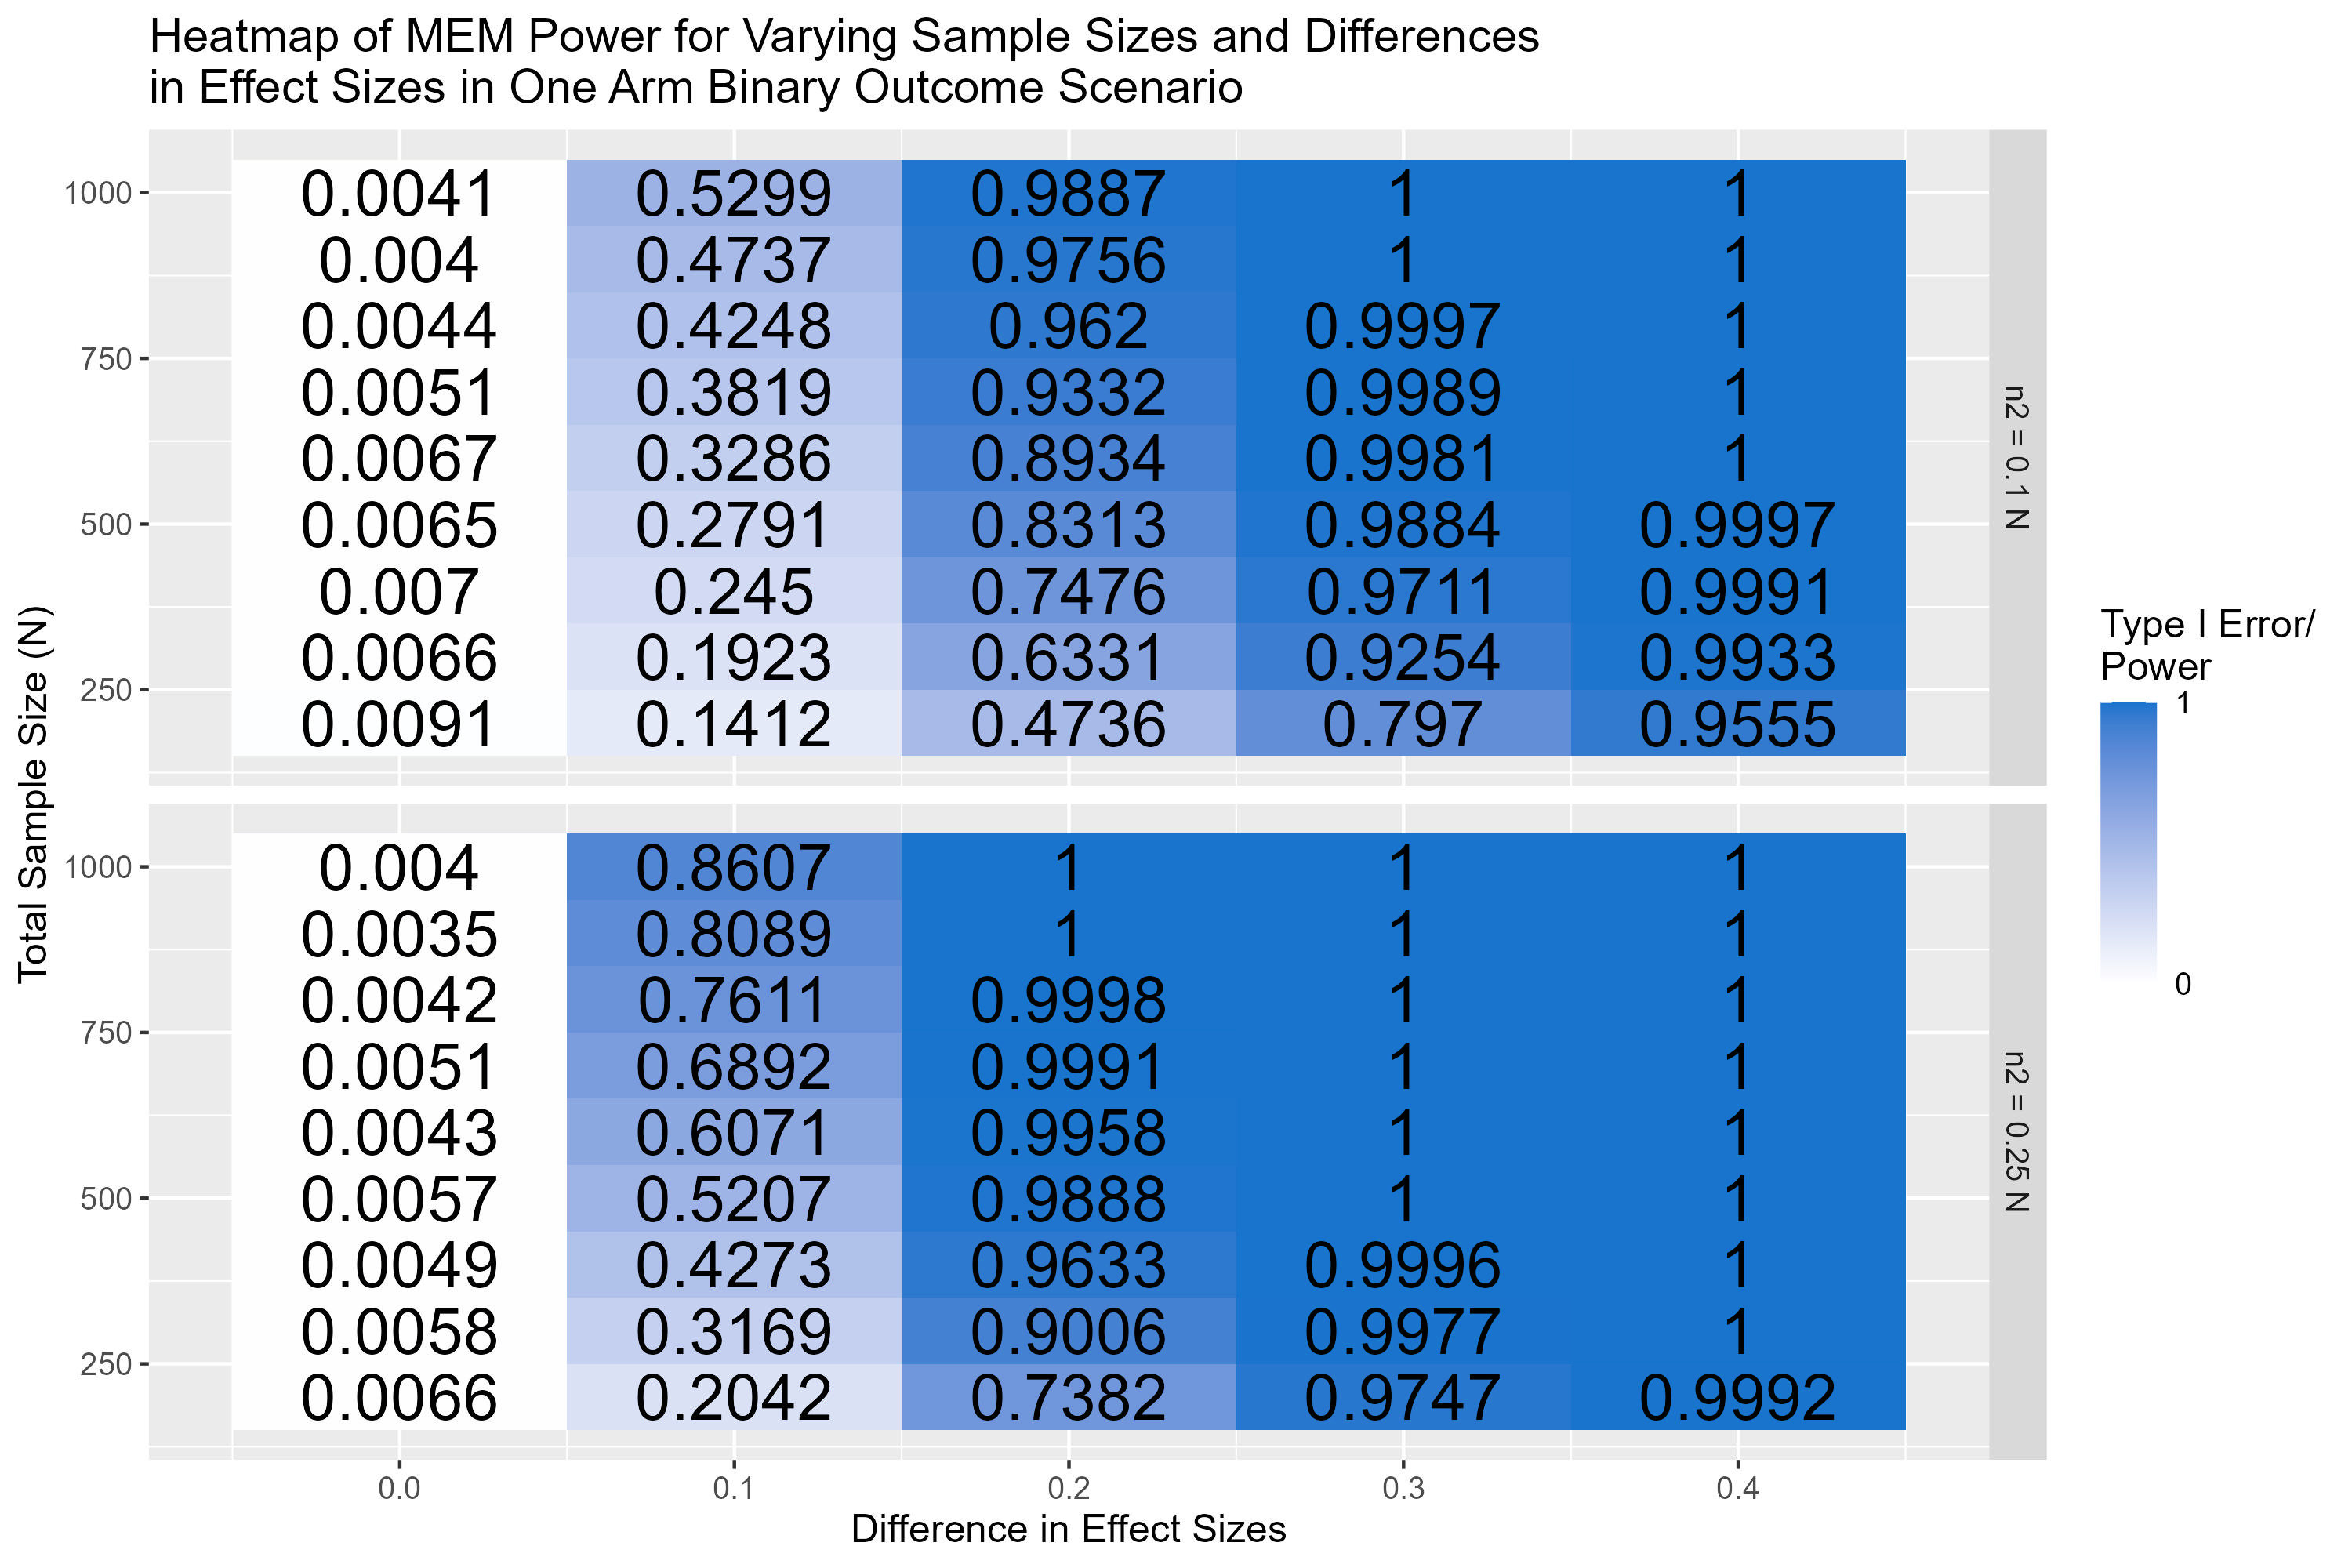 Heatmap of MEM Power for Varying Sample Sizes and Differences
in Effect Sizes in One Arm Binary Outcome Scenario
Total Sample Size (N)
1000 0.0041 0.5299 0.9887 1 1
0.004 0.4737 0.9756 1 1
0.0044 0.4248 0.962 0.9997 1
750
0.0051 0.3819 0.9332 0.9989 1
0.0067 0.3286 0.8934 0.9981 1
500 0.0065 0.2791 0.8313 0.9884 0.9997
0.007 0.245 0.7476 0.9711 0.9991
0.0066 0.1923 0.6331 0.9254 0.9933
250
0.0091 0.1412 0.4736 0.797 0.9555
n2 = 0.1 N
1000 0.004 0.8607 1 1 1
0.0035 0.8089 1 1 1
0.0042 0.7611 0.9998 1 1
750
0.0051 0.6892 0.9991 1 1
0.0043 0.6071 0.9958 1 1
500 0.0057 0.5207 0.9888 1 1
0.0049 0.4273 0.9633 0.9996 1
0.0058 0.3169 0.9006 0.9977 1
250
0.0066 0.2042 0.7382 0.9747 0.9992
n2 = 0.25 N
0.0 0.1 0.2 0.3 0.4
Difference in Effect Sizes
Type I Error/
Power
1
0